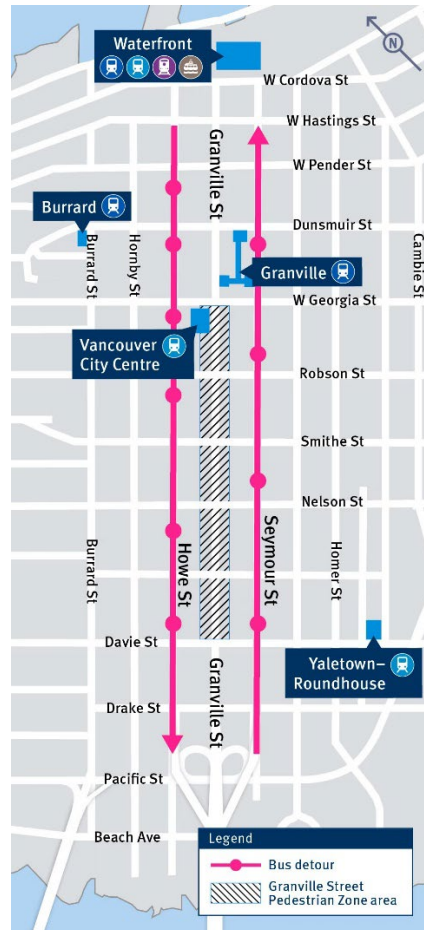 Waterfront
N
W Cordova St
W Hastings St
Granville St
W Pender St
Burrard
Dunsmuir St
Burrard St
Hornby St
Cambie St
Granville
W Georgia St
Vancouver
City Centre
Robson St
Smithe St
Nelson St
Burrard St
Howe St
Seymour St
Homer St
Davie St
Yaletown–
Roundhouse
Granville St
Drake St
Pacific St
Beach Ave
Legend
Bus detour
Granville Street
Pedestrian Zone area